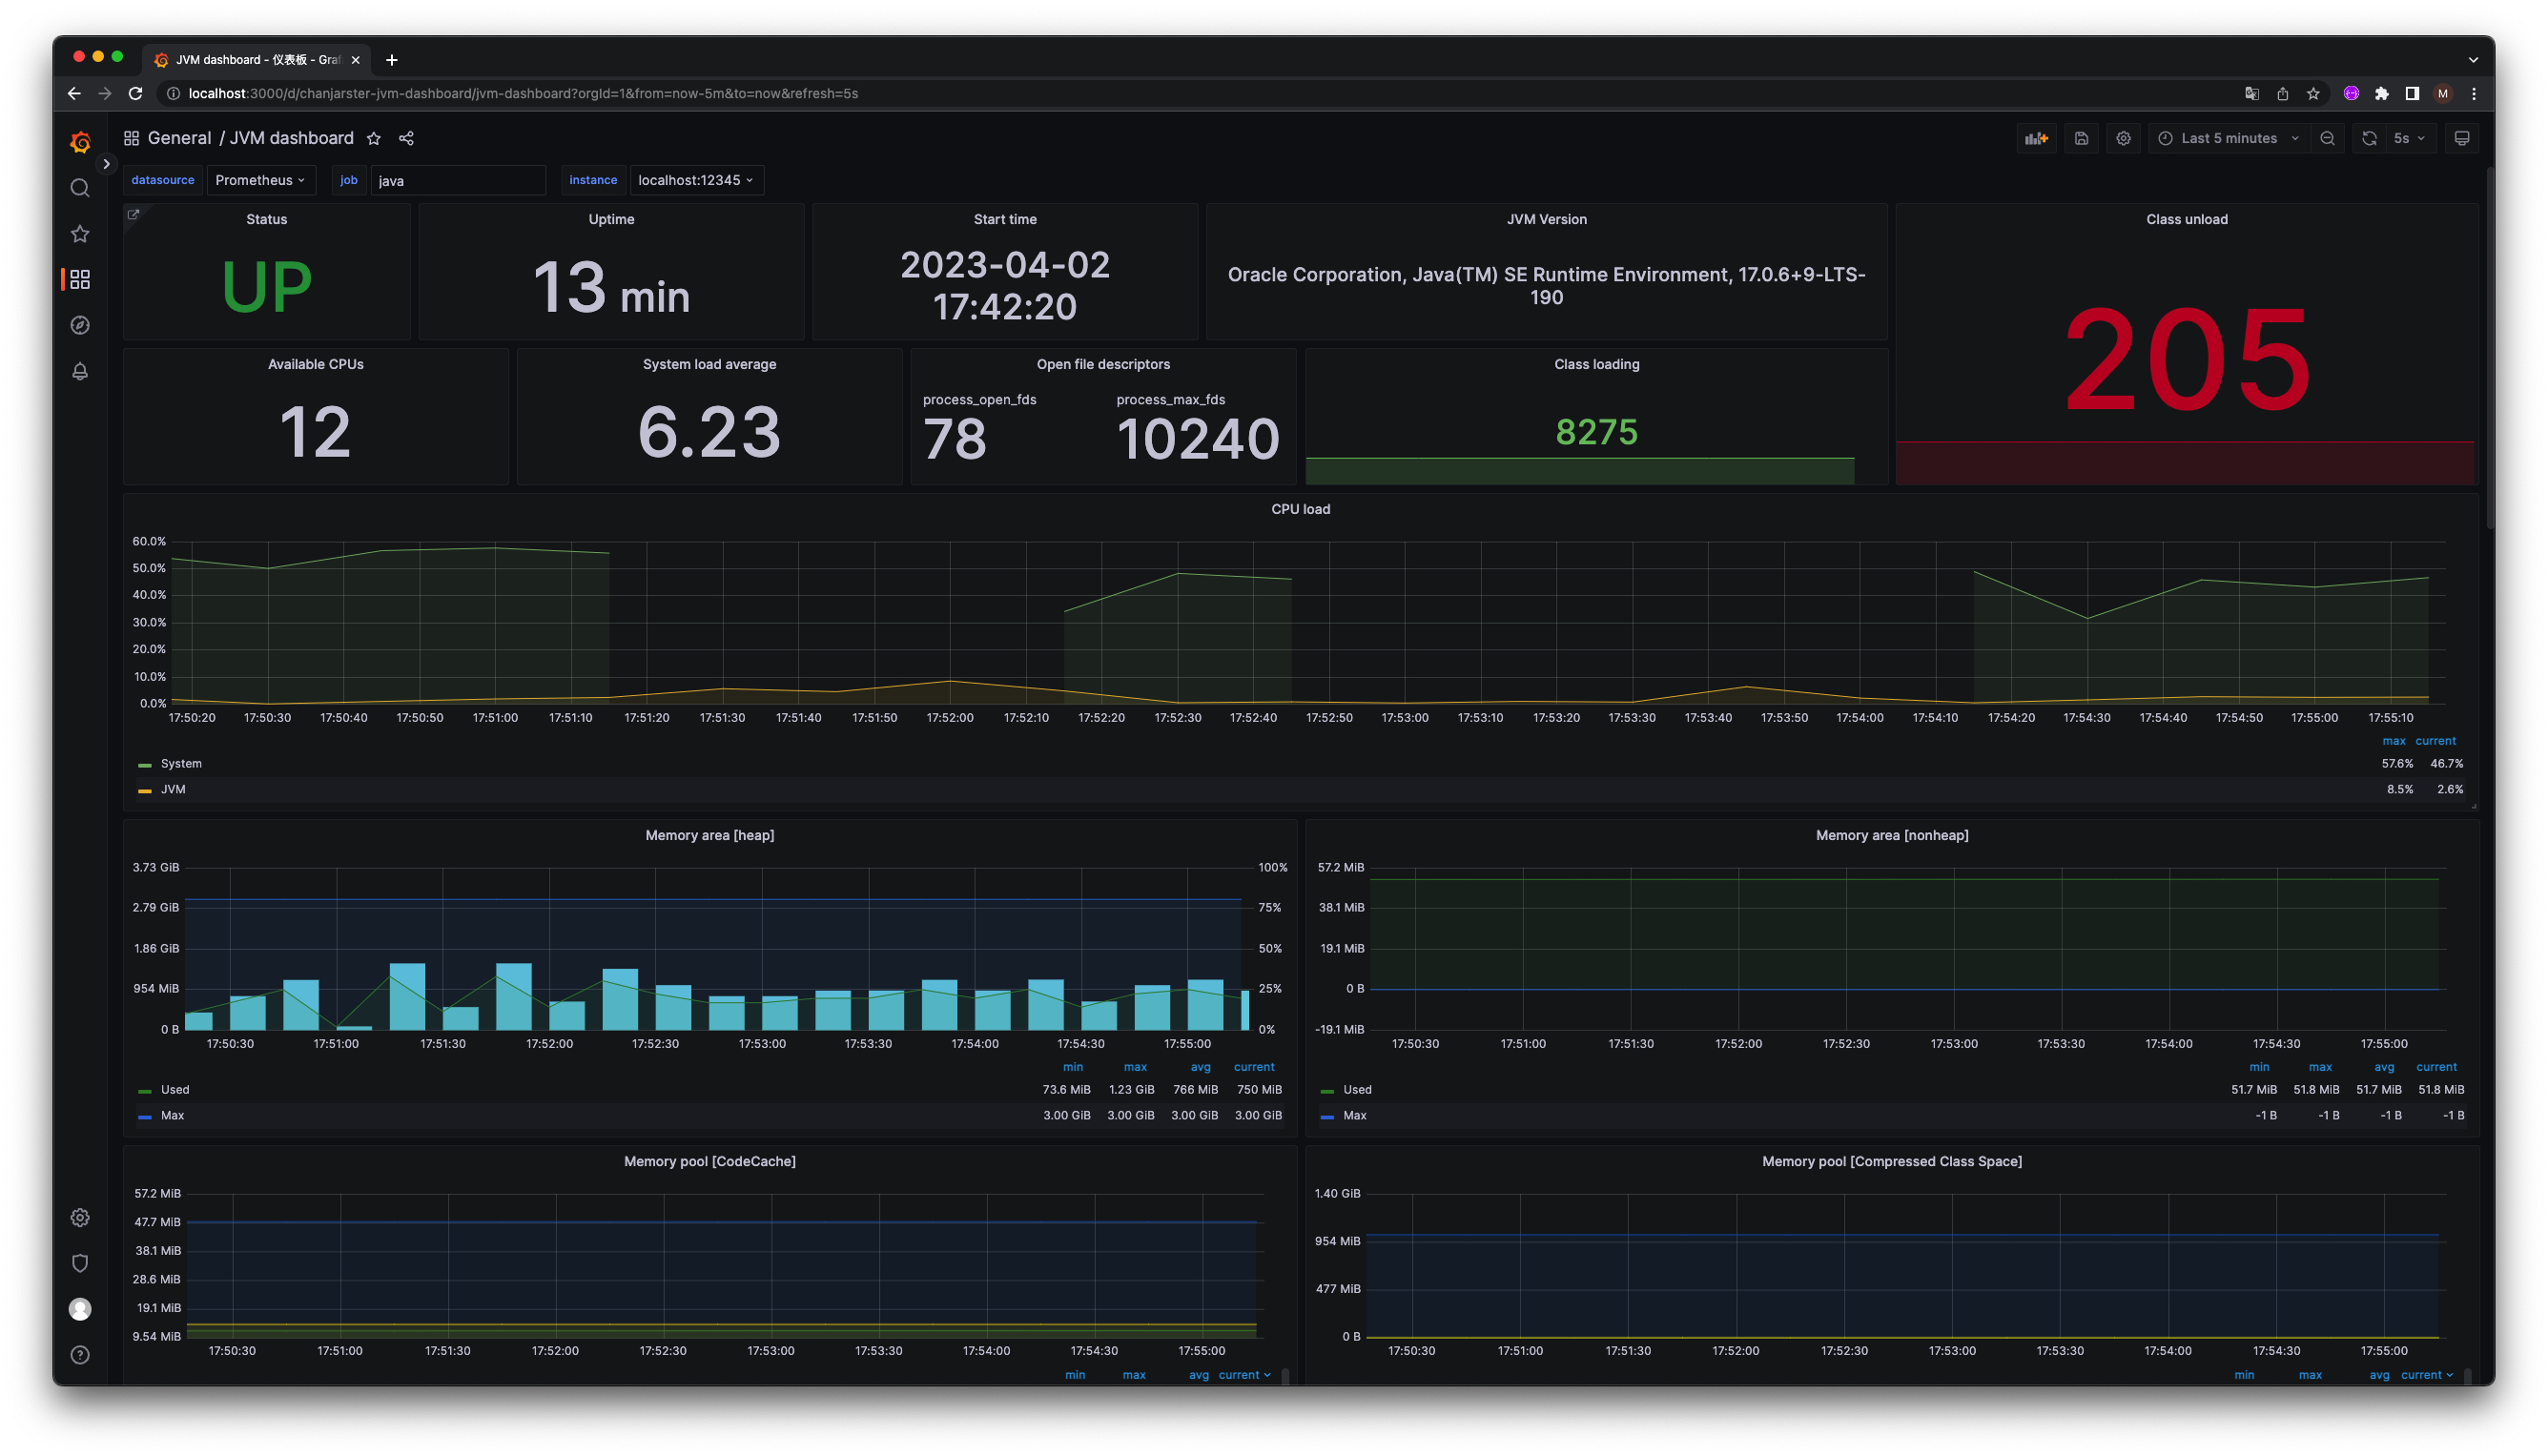 JVM dashboard - 仪表板 - Graf
localhost:3000/d/chanjarster-jvm-dashboard/jvm-dashboard?orgId=1&from=now-5m&to=now&refresh=5s
M
General / JVM dashboard
Last 5 minutes
5s
datasource Prometheus job java instance localhost:12345
Status
UP
Uptime
13 min
Start time
2023-04-02
17:42:20
JVM Version
Oracle Corporation, Java(TM) SE Runtime Environment, 17.0.6+9-LTS-
190
Class unload
205
Available CPUs
12
System load average
6.23
Open file descriptors
process_open_fds process_max_fds
78 10240
Class loading
8275
CPU load
60.0%
50.0%
40.0%
30.0%
20.0%
10.0%
0.0%
17:50:20 17:50:30 17:50:40 17:50:50 17:51:00 17:51:10 17:51:20 17:51:30 17:51:40 17:51:50 17:52:00 17:52:10 17:52:20 17:52:30 17:52:40 17:52:50 17:53:00 17:53:10 17:53:20 17:53:30 17:53:40 17:53:50 17:54:00 17:54:10 17:54:20 17:54:30 17:54:40 17:54:50 17:55:00 17:55:10
max current
System 57.6% 46.7%
JVM 8.5% 2.6%
Memory area [heap]
3.73 GiB 100%
2.79 GiB 75%
1.86 GiB 50%
954 MiB 25%
0 B 0%
17:50:30 17:51:00 17:51:30 17:52:00 17:52:30 17:53:00 17:53:30 17:54:00 17:54:30 17:55:00
min max avg current
Used 73.6 MiB 1.23 GiB 766 MiB 750 MiB
Max 3.00 GiB 3.00 GiB 3.00 GiB 3.00 GiB
Memory area [nonheap]
57.2 MiB
38.1 MiB
19.1 MiB
0 B
-19.1 MiB
17:50:30 17:51:00 17:51:30 17:52:00 17:52:30 17:53:00 17:53:30 17:54:00 17:54:30 17:55:00
min max avg current
Used 51.7 MiB 51.8 MiB 51.7 MiB 51.8 MiB
Max -1 B -1 B -1 B -1 B
Memory pool [CodeCache]
57.2 MiB
47.7 MiB
38.1 MiB
28.6 MiB
19.1 MiB
9.54 MiB
17:50:30 17:51:00 17:51:30 17:52:00 17:52:30 17:53:00 17:53:30 17:54:00 17:54:30 17:55:00
min max avg current
Memory pool [Compressed Class Space]
1.40 GiB
954 MiB
477 MiB
0 B
17:50:30 17:51:00 17:51:30 17:52:00 17:52:30 17:53:00 17:53:30 17:54:00 17:54:30 17:55:00
min max avg current